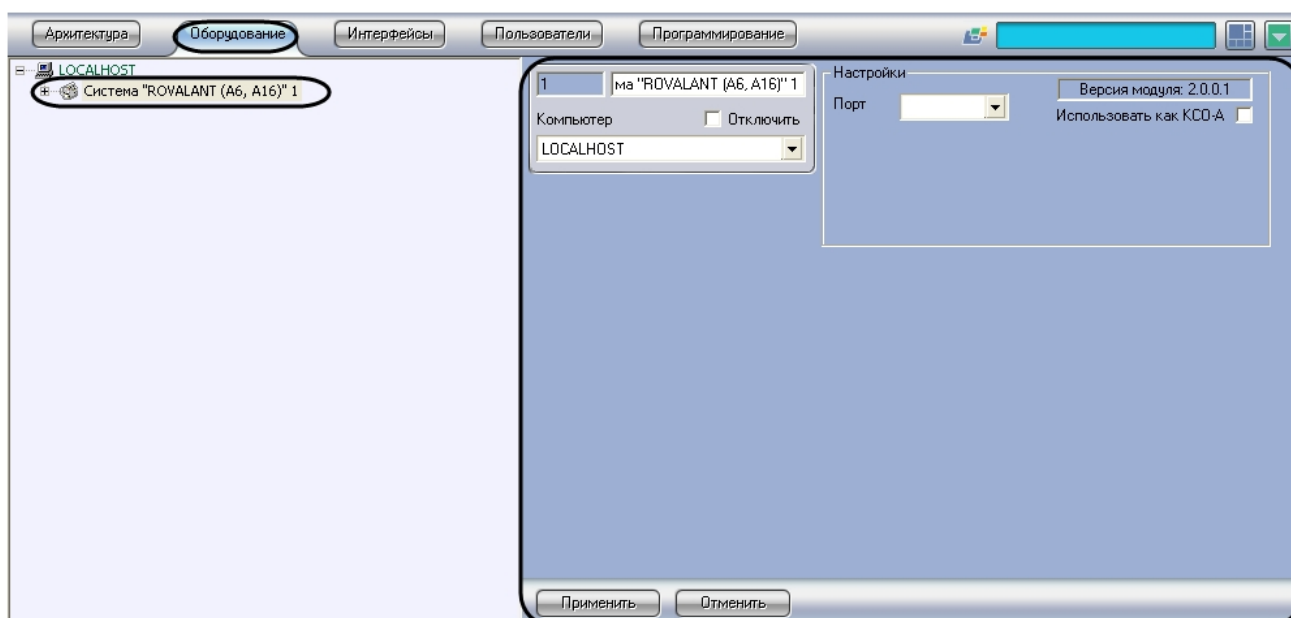 Архитектура Оборудование Интерфейсы Пользователи Программирование
LOCALHOST
Система "ROVALANT (A6, A16)" 1
1 ма "ROVALANT (A6, A16)" 1
Компьютер Отключить
LOCALHOST
Настройки
Порт
Версия модуля: 2.0.0.1
Использовать как КСО-А
Применить Отменить